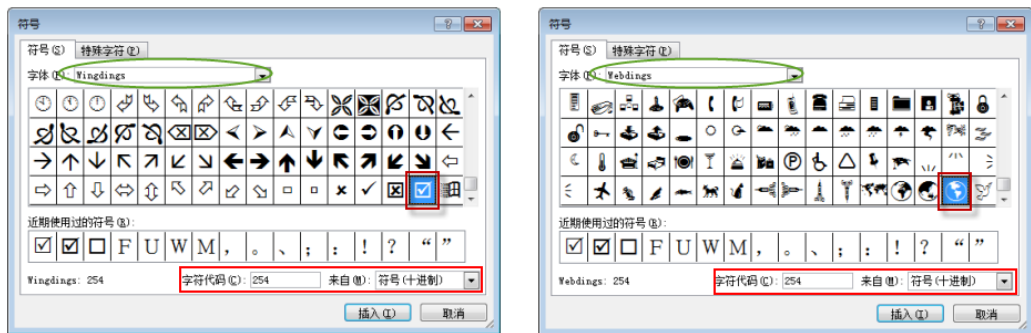 符号
符号(S) 特殊字符(P)
字体(F): Wingdings
近期使用过的符号(R):
☑ ☑ □ F U W M , 。 、 ; : ! ? “ ”
Wingdings: 254
字符代码(C): 254 来自(M): 符号(十进制)
插入(I) 取消
符号
符号(S) 特殊字符(P)
字体(F): Webdings
近期使用过的符号(R):
☑ ☑ □ F U W M , 。 、 ; : ! ? “ ”
Webdings: 254
字符代码(C): 254 来自(M): 符号(十进制)
插入(I) 取消